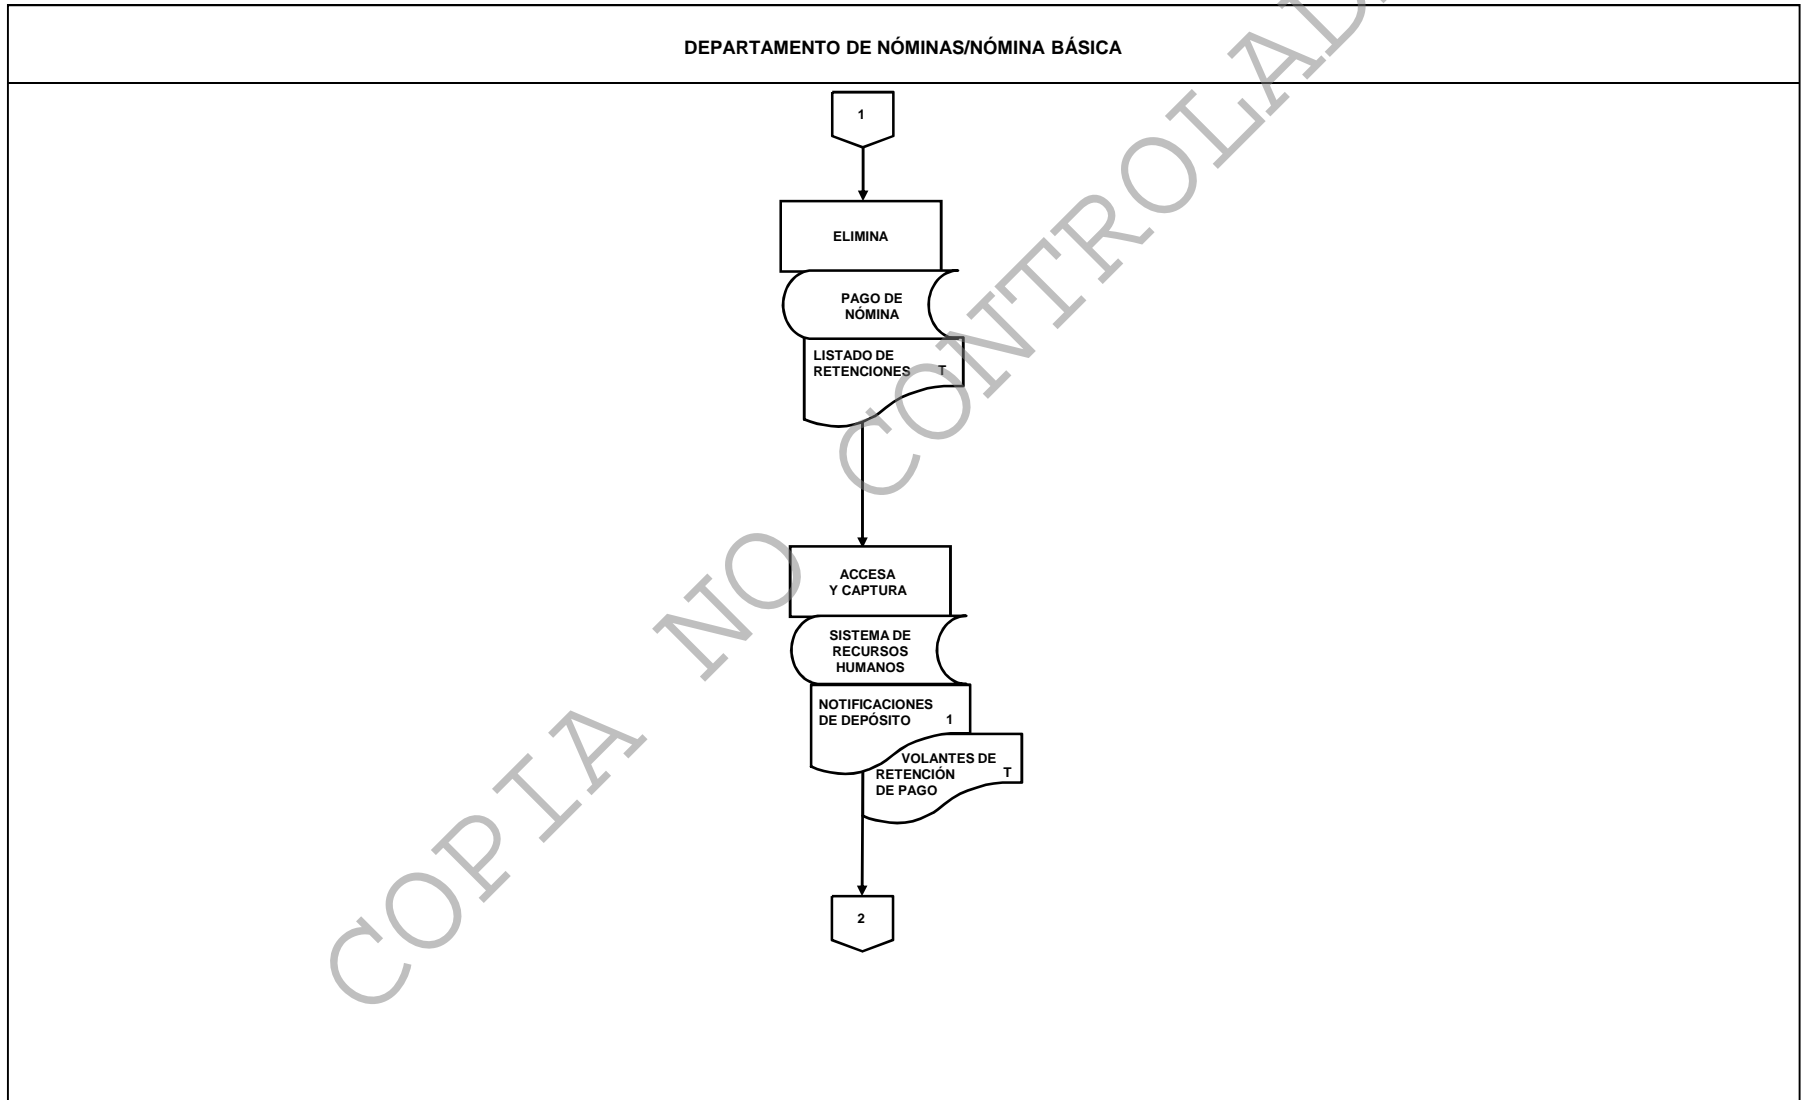 DEPARTAMENTO DE NÓMINAS/NÓMINA BÁSICA
1
ELIMINA
PAGO DE
NÓMINA
LISTADO DE
RETENCIONES T
ACCESA
Y CAPTURA
SISTEMA DE
RECURSOS
HUMANOS
NOTIFICACIONES
DE DEPÓSITO 1
VOLANTES DE
RETENCIÓN T
DE PAGO
2
COPIA NO CONTROLAD